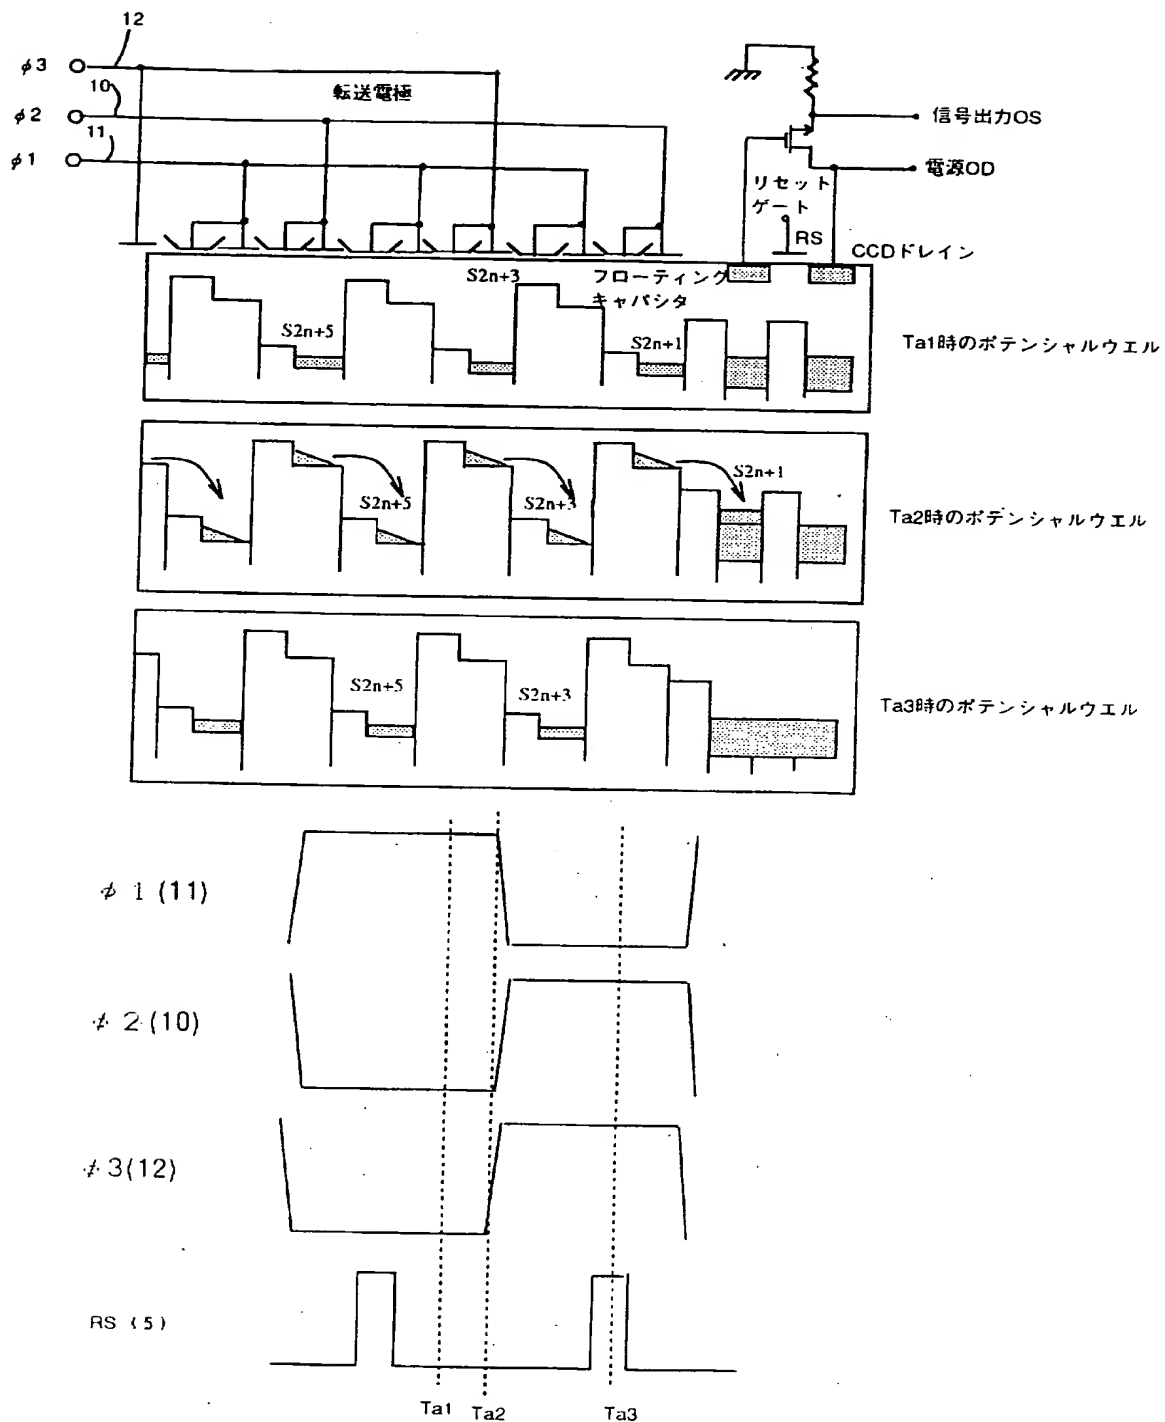 12
φ3
10
転送電極
φ2
信号出力OS
11
φ1
電源OD
リセット
ゲート
RS
CCDドレイン
S2n+3
フローティング
キャパシタ
S2n+5
S2n+1
Ta1時のポテンシャルウエル
S2n+1
S2n+5
S2n+3
Ta2時のポテンシャルウエル
S2n+5
S2n+3
Ta3時のポテンシャルウエル
φ1(11)
φ2(10)
φ3(12)
RS(5)
Ta1
Ta2
Ta3